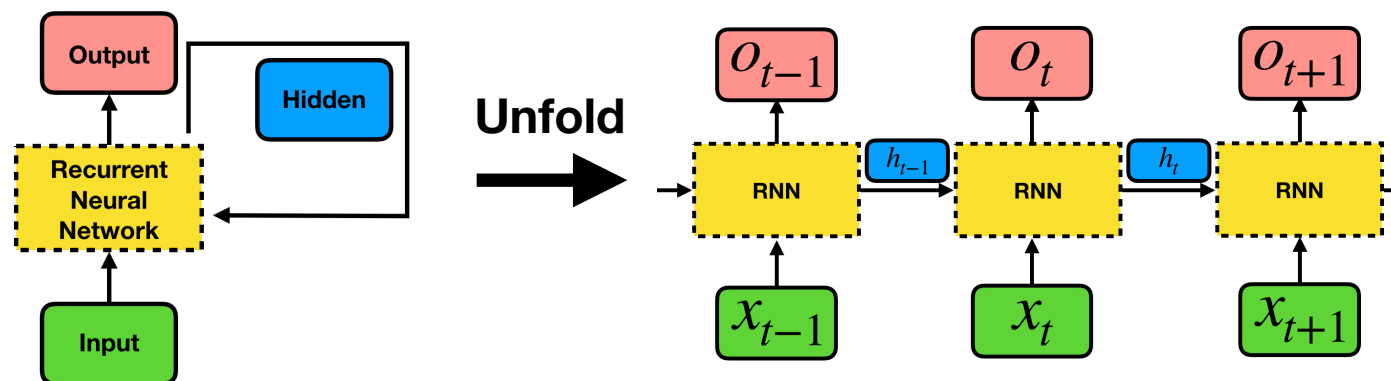 Output
Hidden
Recurrent
Neural
Network
Input
Unfold
o_{t-1}
o_t
o_{t+1}
h_{t-1}
h_t
RNN
RNN
RNN
x_{t-1}
x_t
x_{t+1}